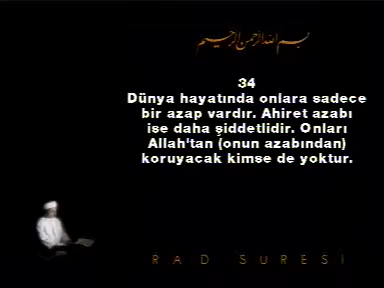 بسم الله الرحمن الرحيم
34
Dünya hayatında onlara sadece
bir azap vardır. Ahiret azabı
ise daha şiddetlidir. Onları
Allah'tan (onun azabından)
koruyacak kimse de yoktur.
RAD SURESİ